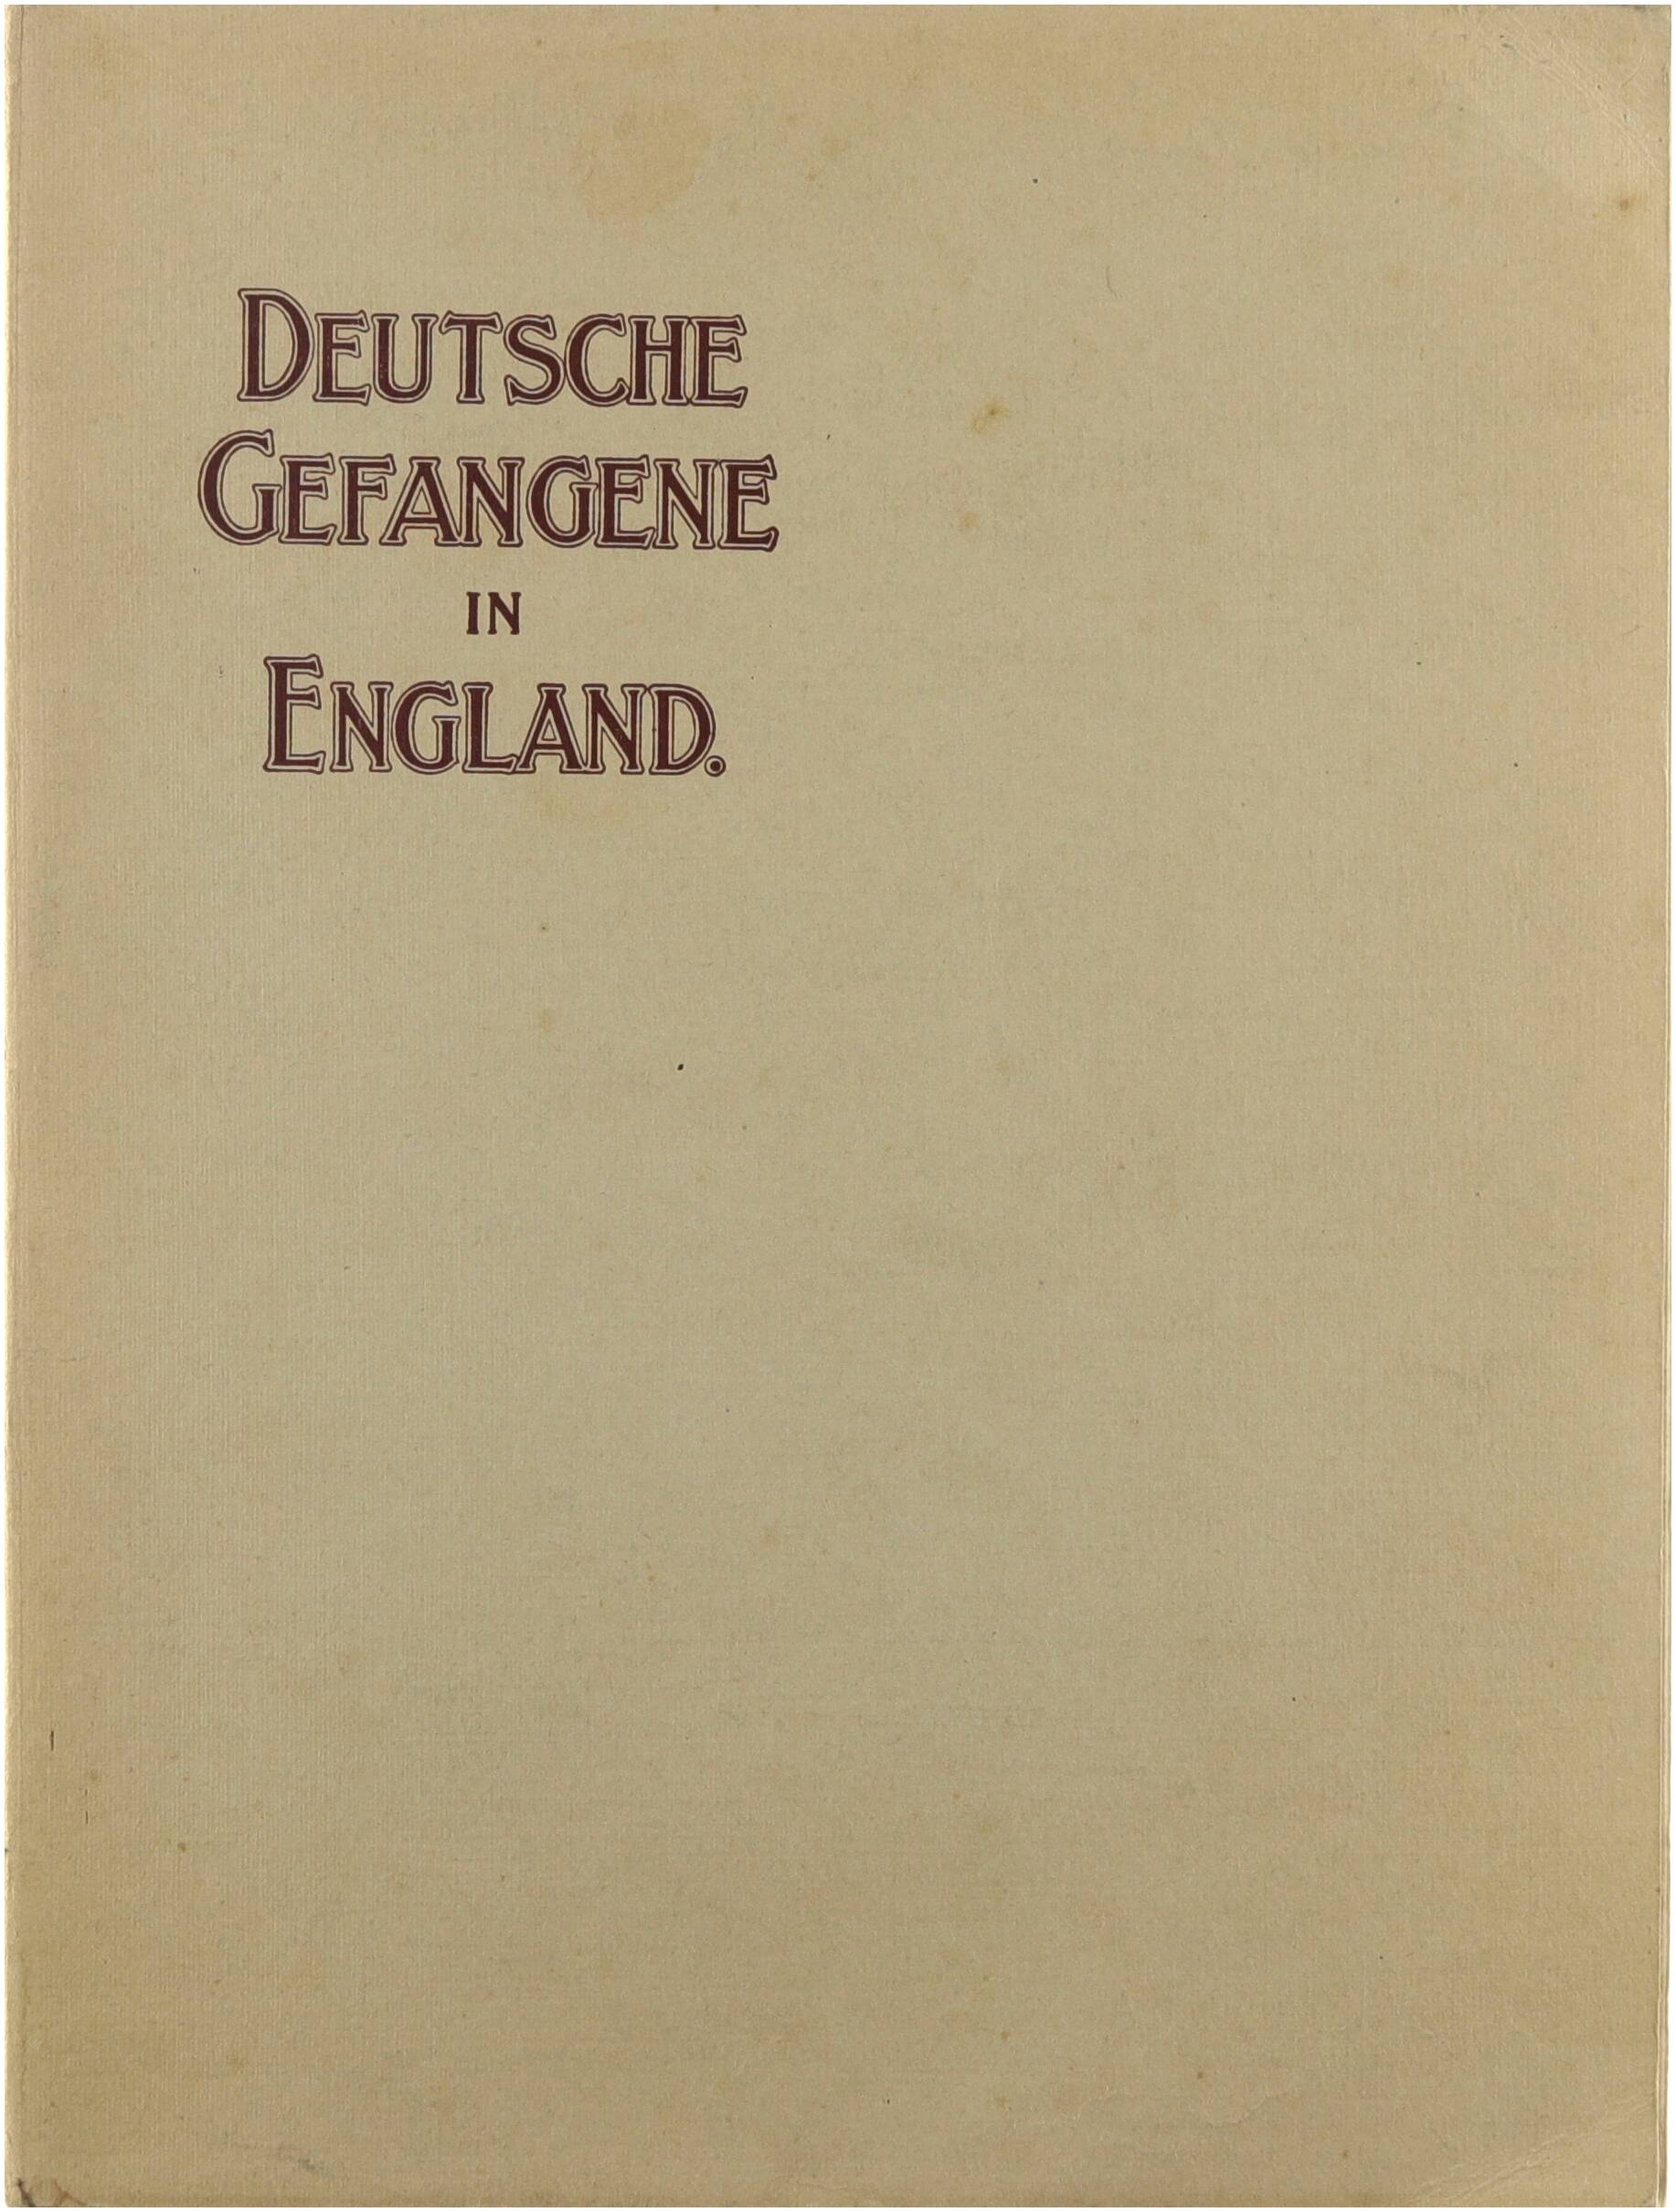 DEUTSCHE
GEFANGENE
IN
ENGLAND.